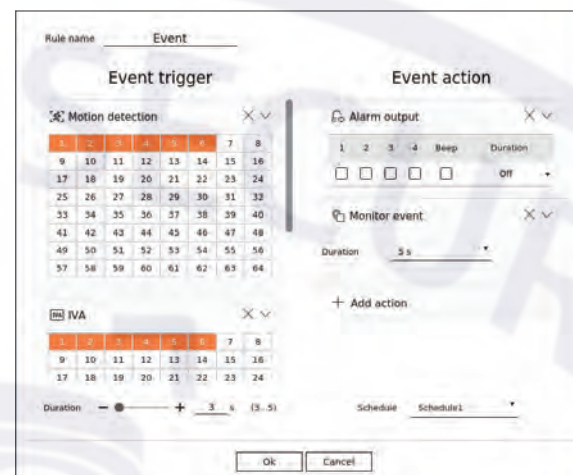 Rule name Event
Event trigger
Event action
Motion detection
1 2 3 4 5 6 7 8
9 10 11 12 13 14 15 16
17 18 19 20 21 22 23 24
25 26 27 28 29 30 31 32
33 34 35 36 37 38 39 40
41 42 43 44 45 46 47 48
49 50 51 52 53 54 55 56
57 58 59 60 61 62 63 64
IVA
1 2 3 4 5 6 7 8
9 10 11 12 13 14 15 16
17 18 19 20 21 22 23 24
Duration − + 3 s (3..5)
Alarm output
1 2 3 4 Beep Duration
Off
Monitor event
Duration 5 s
+ Add action
Schedule Schedule1
Ok Cancel